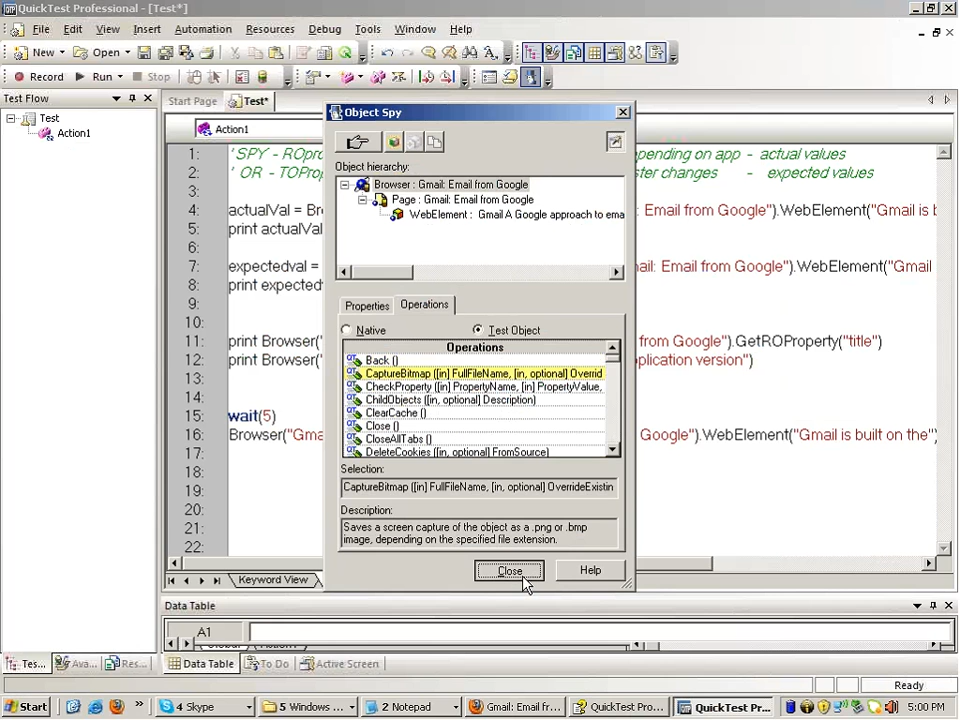 QuickTest Professional - [Test*]
File Edit View Insert Automation Resources Debug Tools Window Help
New Open
Record Run Stop
Test Flow
Test
Action1
Start Page Test*
Action1
1: 'SPY - ROpro pending on app - actual values
2: ' OR - TOProp ster changes - expected values
3:
4: actualVal = Bro : Email from Google").WebElement("Gmail is b
5: print actualVal
6:
7: expectedval = ail: Email from Google").WebElement("Gmail
8: print expected
9:
10:
11: print Browser(" from Google").GetROProperty("title")
12: print Browser(" plication version")
13:
14:
15: wait(5)
16: Browser("Gma Google").WebElement("Gmail is built on the")
17:
18:
19:
20:
21:
22:
Keyword View
Object Spy
Object hierarchy:
Browser : Gmail: Email from Google
Page : Gmail: Email from Google
WebElement : Gmail A Google approach to ema
Properties Operations
Native Test Object
Operations
Back ()
CaptureBitmap ([in] FullFileName, [in, optional] Overrid
CheckProperty ([in] PropertyName, [in] PropertyValue,
ChildObjects ([in, optional] Description)
ClearCache ()
Close ()
CloseAllTabs ()
DeleteCookies ([in, optional] FromSource)
Selection:
CaptureBitmap ([in] FullFileName, [in, optional] OverrideExistin
Description:
Saves a screen capture of the object as a .png or .bmp
image, depending on the specified file extension.
Close Help
Data Table
A1
Tes... Ava... Res... Data Table To Do Active Screen
Ready
Start 4 Skype 5 Windows ... 2 Notepad Gmail: Email fr... QuickTest Pro... QuickTest Pr... 5:00 PM